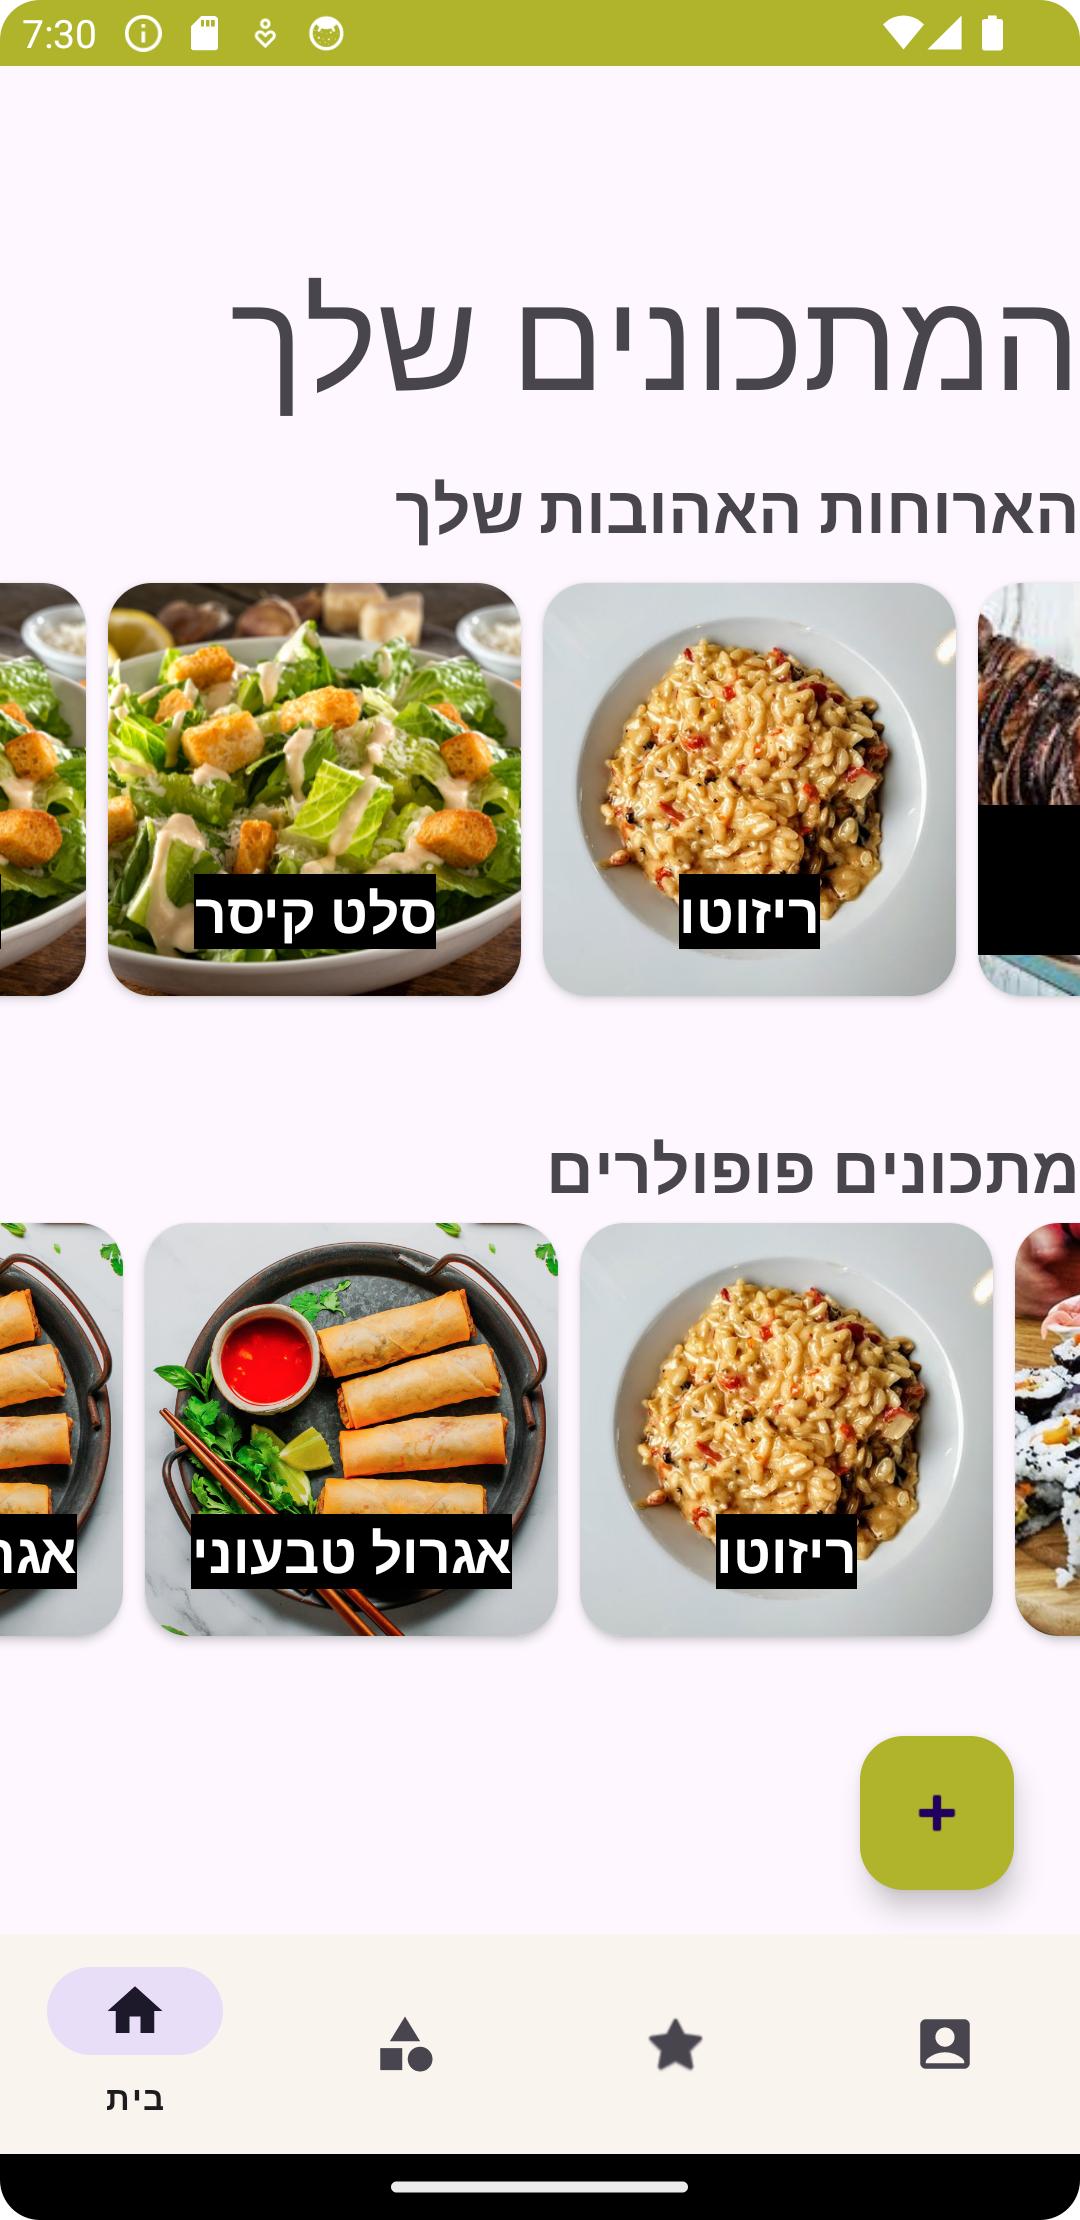 7:30
המתכונים שלך
הארוחות האהובות שלך
ריזוטו
סלט קיסר
מתכונים פופולרים
ריזוטו
אגרול טבעוני
בית